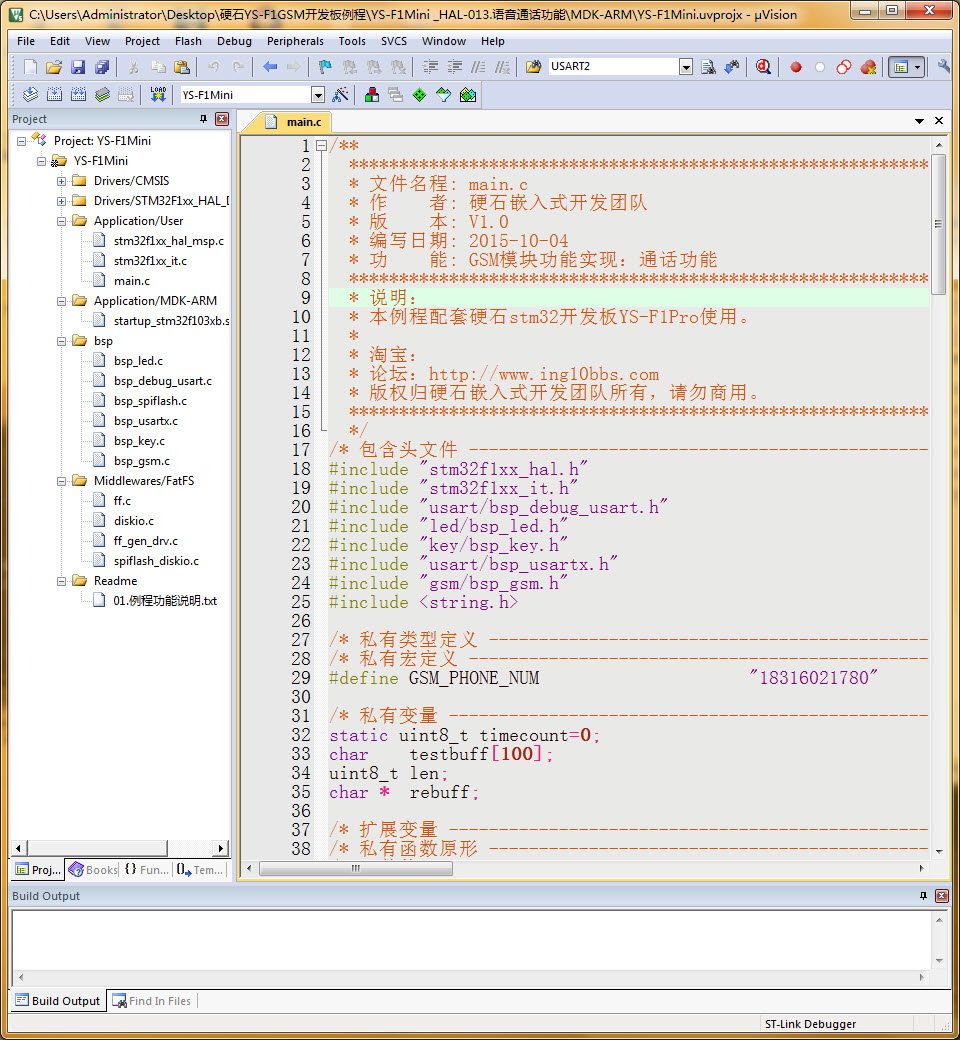 C:\Users\Administrator\Desktop\硬石YS-F1GSM开发板例程\YS-F1Mini _HAL-013.语音通话功能\MDK-ARM\YS-F1Mini.uvprojx - µVision
File Edit View Project Flash Debug Peripherals Tools SVCS Window Help
USART2
LOAD YS-F1Mini
Project
Project: YS-F1Mini
YS-F1Mini
Drivers/CMSIS
Drivers/STM32F1xx_HAL_D
Application/User
stm32f1xx_hal_msp.c
stm32f1xx_it.c
main.c
Application/MDK-ARM
startup_stm32f103xb.s
bsp
bsp_led.c
bsp_debug_usart.c
bsp_spiflash.c
bsp_usartx.c
bsp_key.c
bsp_gsm.c
Middlewares/FatFS
ff.c
diskio.c
ff_gen_drv.c
spiflash_diskio.c
Readme
01.例程功能说明.txt
Proj... Books {} Fun... {} Tem...
main.c
1 /**
2 **********************************************************
3 * 文件名程: main.c
4 * 作    者: 硬石嵌入式开发团队
5 * 版    本: V1.0
6 * 编写日期: 2015-10-04
7 * 功    能: GSM模块功能实现：通话功能
8 **********************************************************
9 * 说明：
10 * 本例程配套硬石stm32开发板YS-F1Pro使用。
11 *
12 * 淘宝：
13 * 论坛：http://www.ing10bbs.com
14 * 版权归硬石嵌入式开发团队所有，请勿商用。
15 **********************************************************
16 */
17 /* 包含头文件 ----------------------------------------------
18 #include "stm32f1xx_hal.h"
19 #include "stm32f1xx_it.h"
20 #include "usart/bsp_debug_usart.h"
21 #include "led/bsp_led.h"
22 #include "key/bsp_key.h"
23 #include "usart/bsp_usartx.h"
24 #include "gsm/bsp_gsm.h"
25 #include <string.h>
26
27 /* 私有类型定义 --------------------------------------------
28 /* 私有宏定义 ----------------------------------------------
29 #define GSM_PHONE_NUM                     "18316021780"
30
31 /* 私有变量 ------------------------------------------------
32 static uint8_t timecount=0;
33 char    testbuff[100];
34 uint8_t len;
35 char *  rebuff;
36
37 /* 扩展变量 ------------------------------------------------
38 /* 私有函数原形 --------------------------------------------
Build Output
Build Output Find In Files
ST-Link Debugger